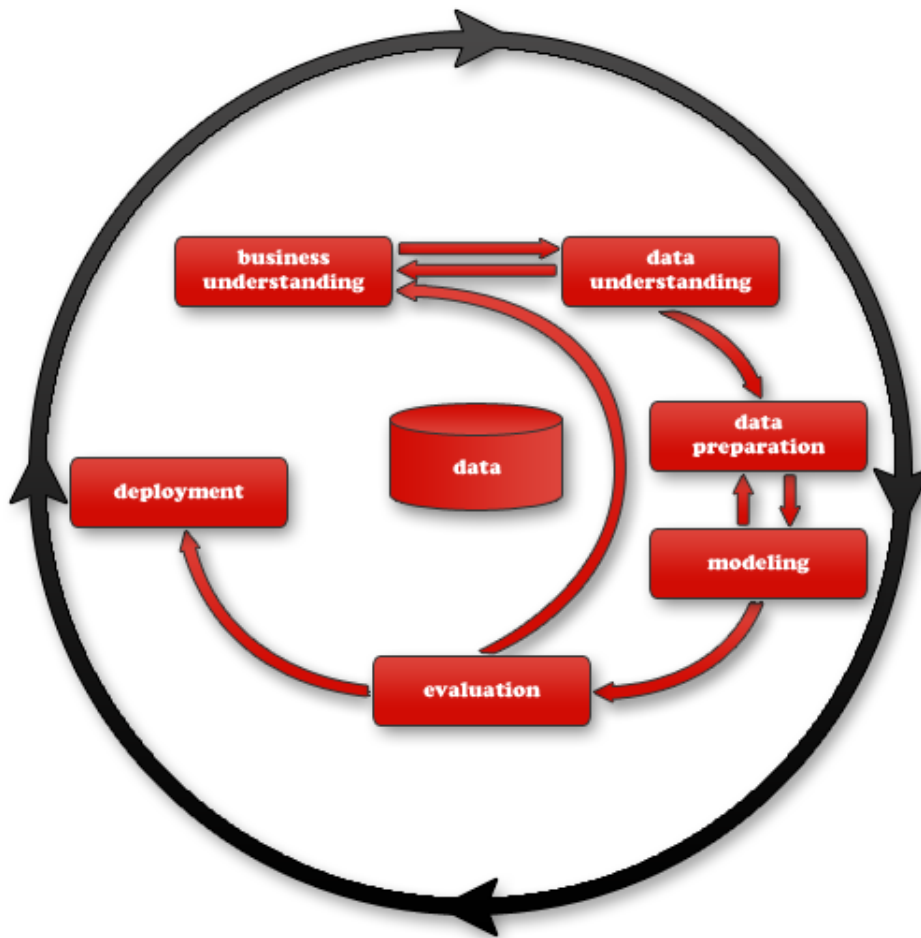 business
understanding
data
understanding
data
preparation
data
deployment
modeling
evaluation